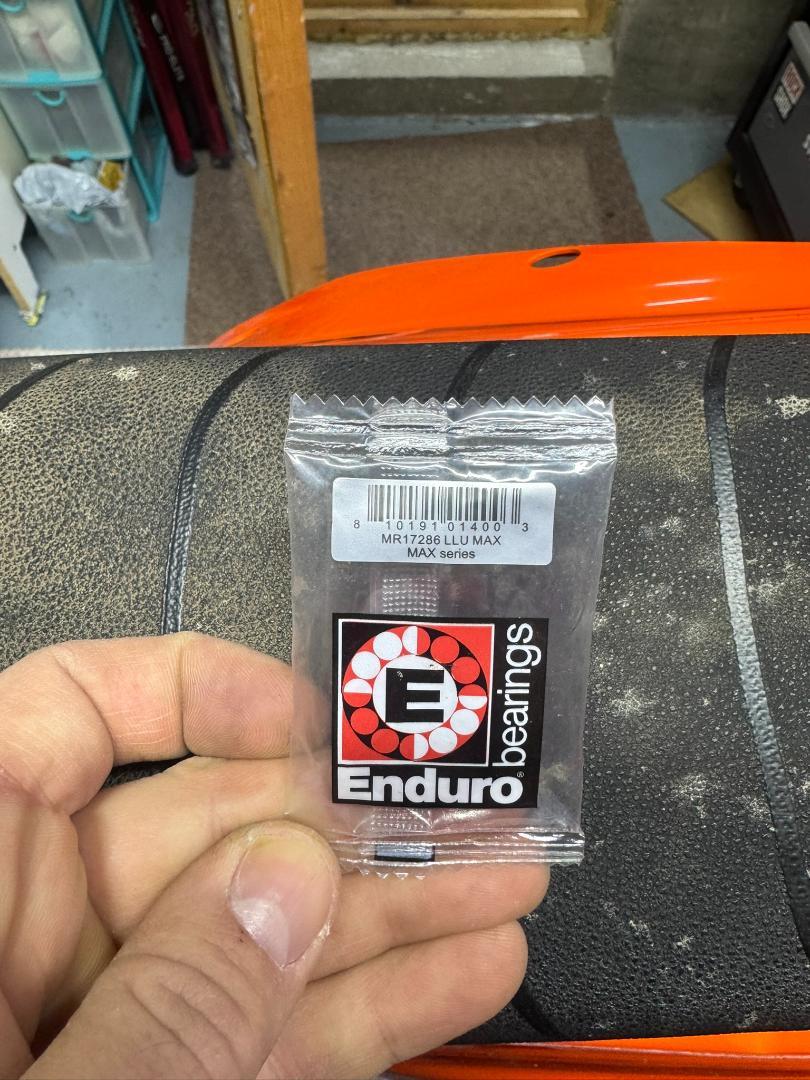 8 10191 01400 3
MR17286 LLU MAX
MAX series
E
bearings
Enduro®